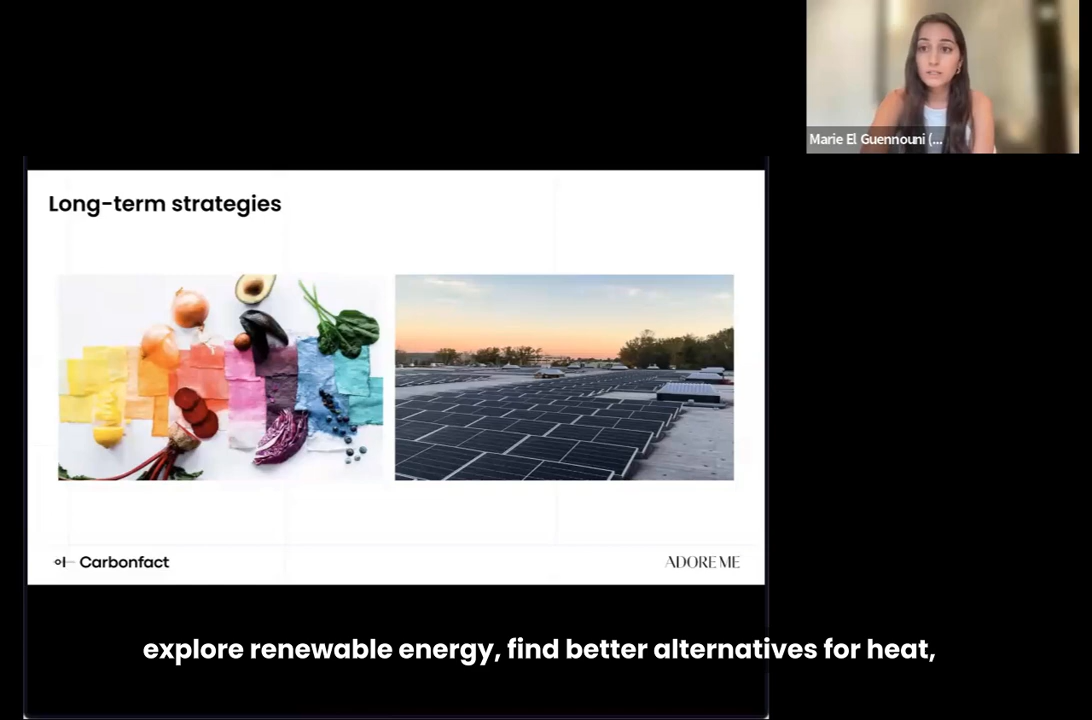 Marie El Guennouni (...
Long-term strategies
Carbonfact
ADORE ME
explore renewable energy, find better alternatives for heat,